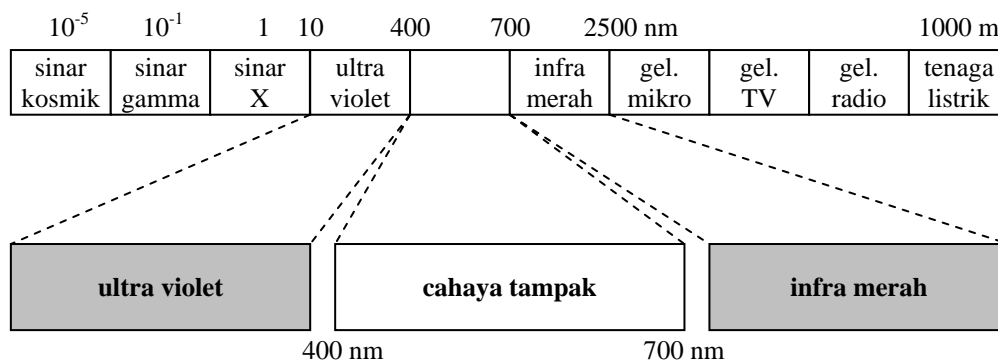 10⁻⁵ 10⁻¹ 1 10 400 700 2500 nm 1000 m
sinar sinar sinar ultra infra gel. gel. gel. tenaga
kosmik gamma X violet merah mikro TV radio listrik
ultra violet cahaya tampak infra merah
400 nm 700 nm